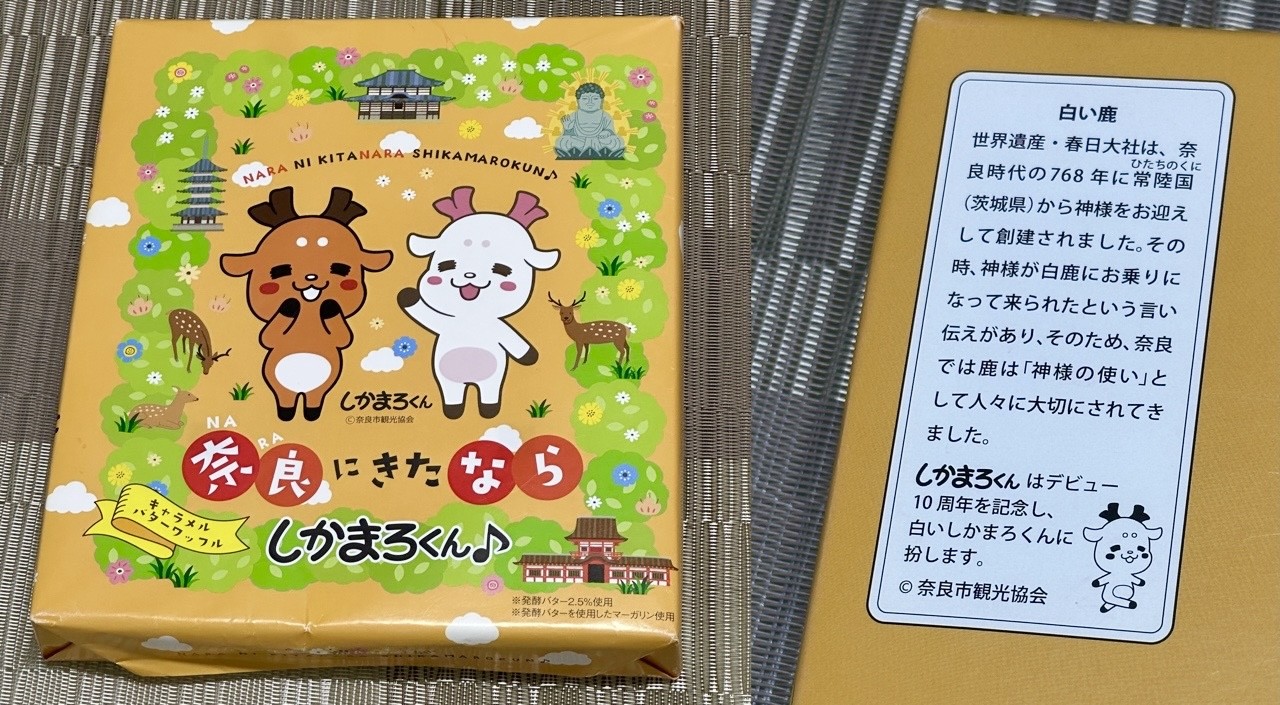 NARA NI KITANARA SHIKAMAROKUN♪
しかまろくん
©奈良市観光協会
NA RA
奈良にきたなら
キャラメル
バターワッフル
しかまろくん♪
※発酵バター2.5%使用
※発酵バターを使用したマーガリン使用
白い鹿
世界遺産・春日大社は、奈
ひたちのくに
良時代の768年に常陸国
(茨城県)から神様をお迎え
して創建されました。その
時、神様が白鹿にお乗りに
なって来られたという言い
伝えがあり、そのため、奈良
では鹿は「神様の使い」と
して人々に大切にされてき
ました。
しかまろくん はデビュー
10周年を記念し、
白いしかまろくんに
扮します。
© 奈良市観光協会